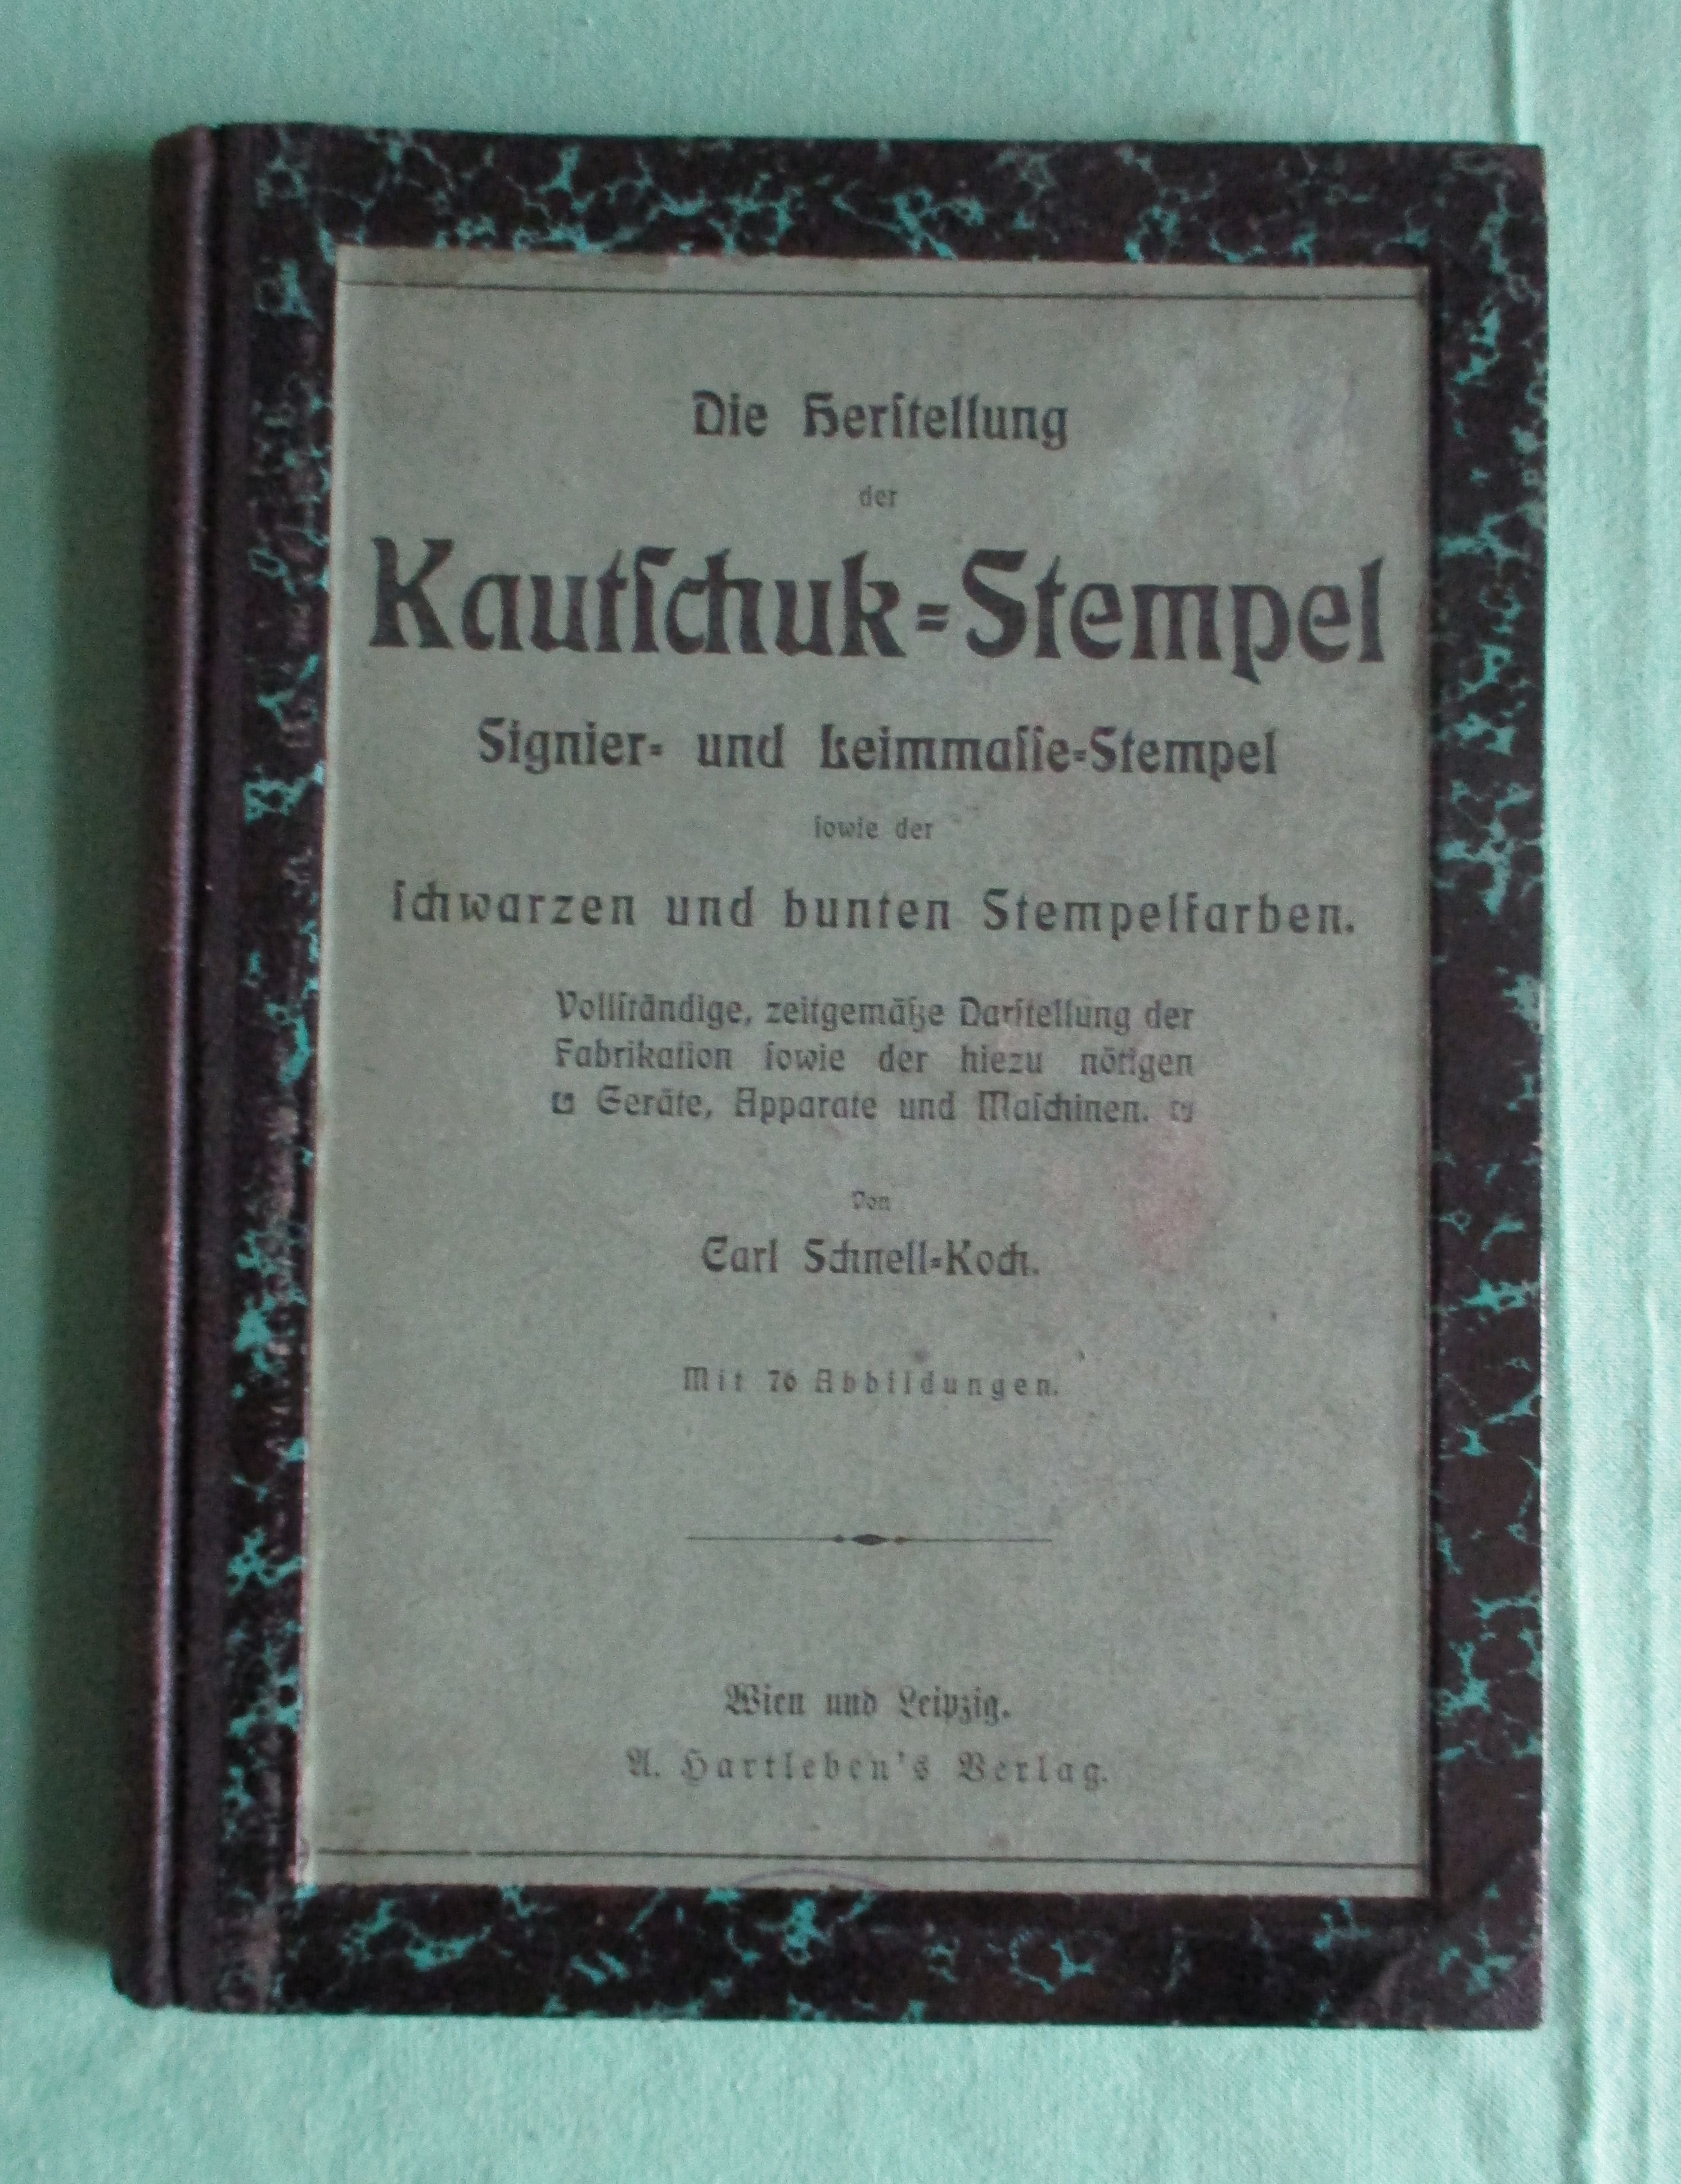 Die Herſtellung
der
Kautſchuk=Stempel
Signier= und Leimmaſſe=Stempel
ſowie der
ſchwarzen und bunten Stempelfarben.
Vollſtändige, zeitgemäße Darſtellung der
Fabrikation ſowie der hiezu nötigen
Geräte, Apparate und Maſchinen.
Von
Carl Schnell=Koch.
Mit 76 Abbildungen.
Wien und Leipzig.
A. Hartleben's Verlag.